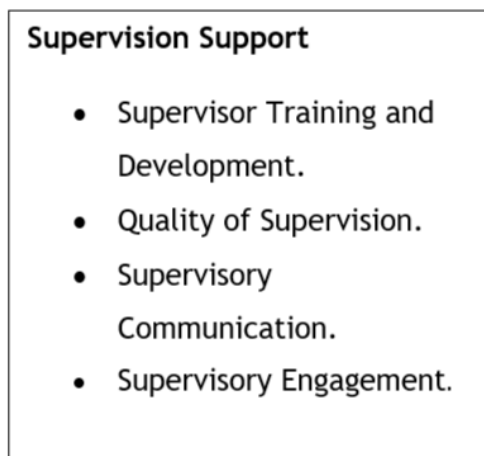 Supervision Support
• Supervisor Training and
Development.
• Quality of Supervision.
• Supervisory
Communication.
• Supervisory Engagement.